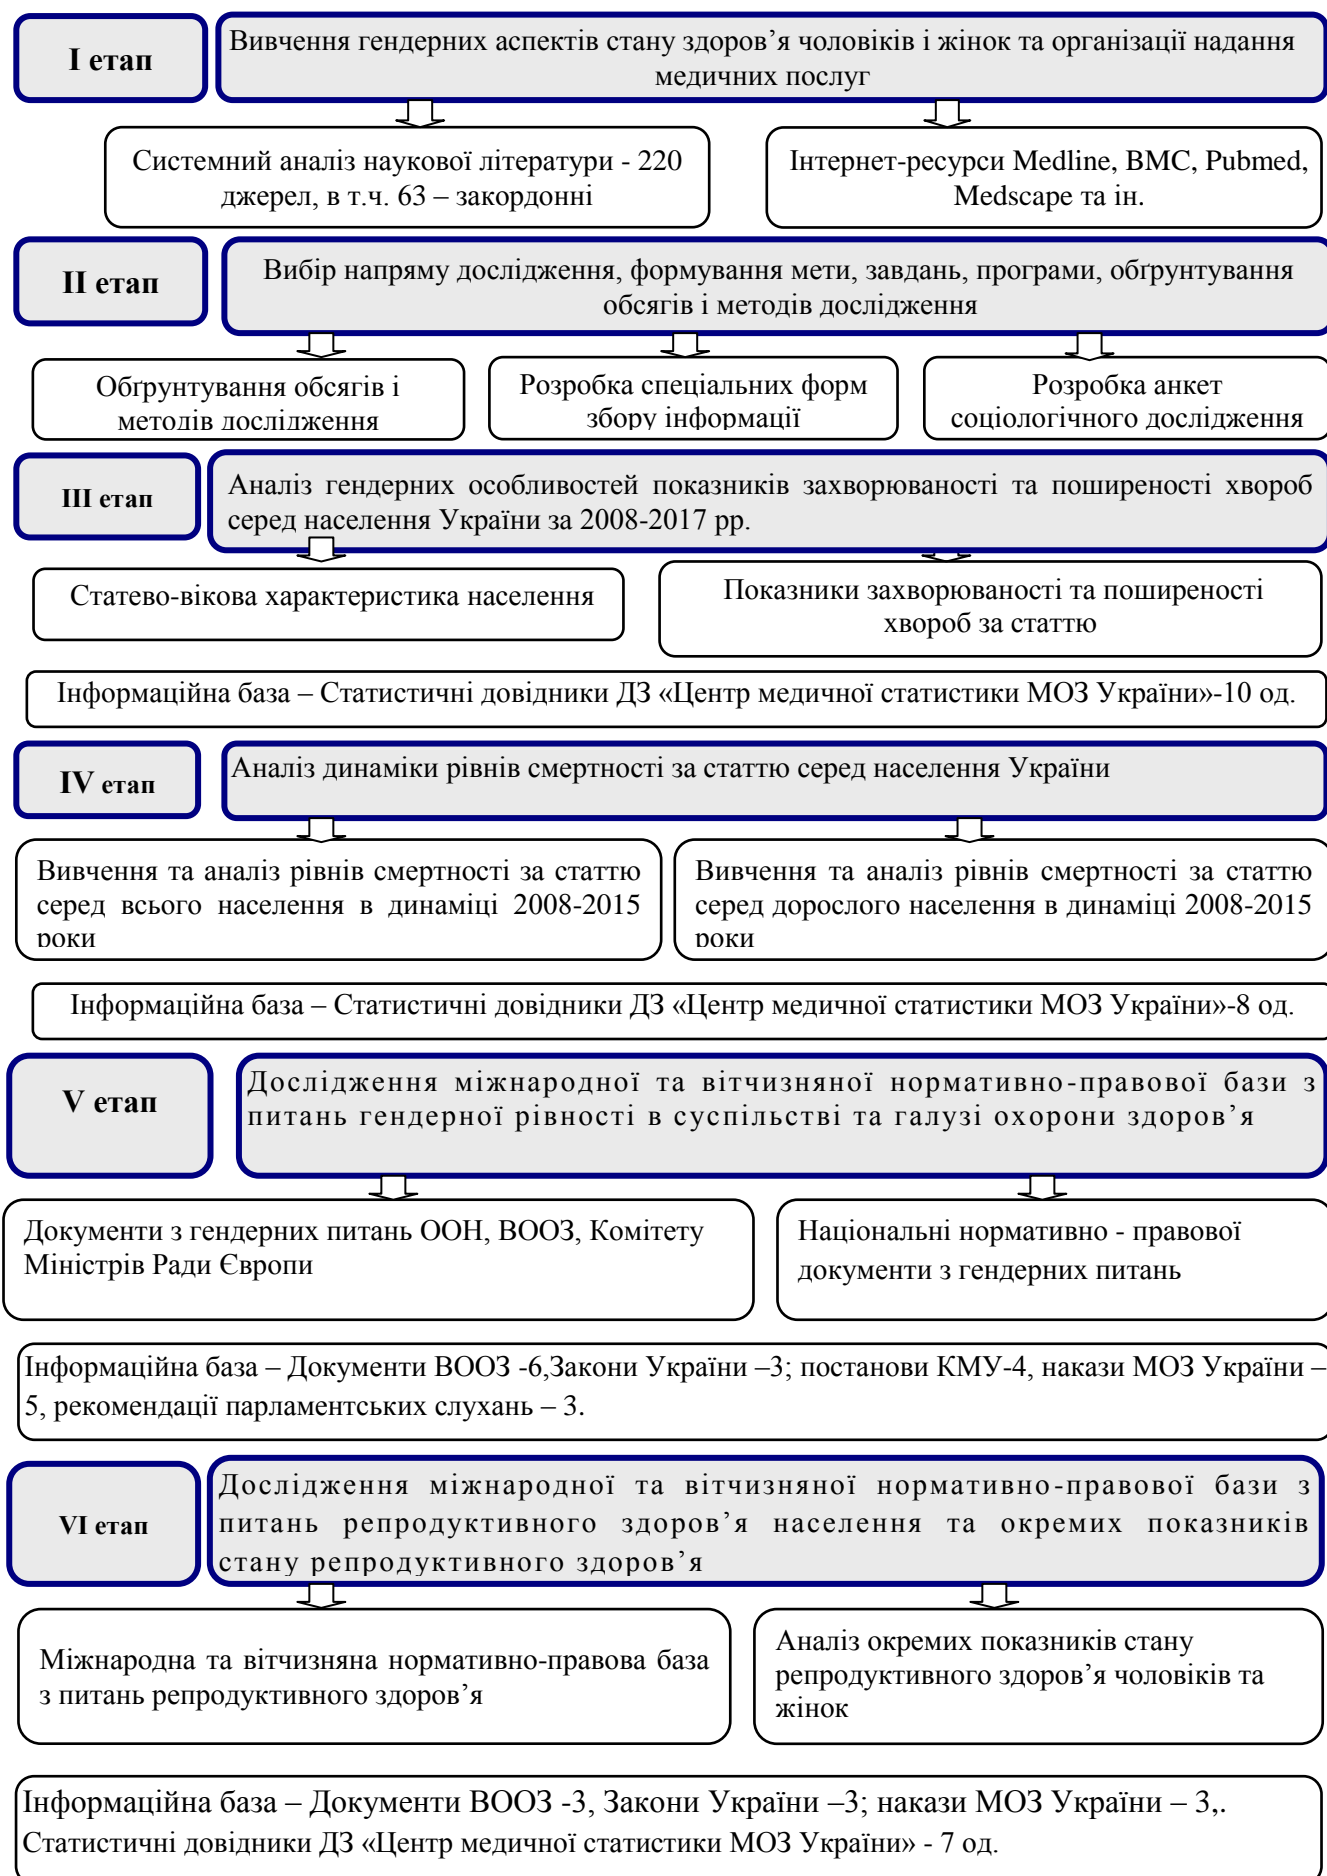 I етап
Вивчення гендерних аспектів стану здоров’я чоловіків і жінок та організації надання
медичних послуг
Системний аналіз наукової літератури - 220
джерел, в т.ч. 63 – закордонні
Інтернет-ресурси Medline, BMC, Pubmed,
Medscape та ін.
II етап
Вибір напряму дослідження, формування мети, завдань, програми, обґрунтування
обсягів і методів дослідження
Обґрунтування обсягів і
методів дослідження
Розробка спеціальних форм
збору інформації
Розробка анкет
соціологічного дослідження
III етап
Аналіз гендерних особливостей показників захворюваності та поширеності хвороб
серед населення України за 2008-2017 рр.
Статево-вікова характеристика населення
Показники захворюваності та поширеності
хвороб за статтю
Інформаційна база – Статистичні довідники ДЗ «Центр медичної статистики МОЗ України»-10 од.
IV етап
Аналіз динаміки рівнів смертності за статтю серед населення України
Вивчення та аналіз рівнів смертності за статтю
серед всього населення в динаміці 2008-2015
роки
Вивчення та аналіз рівнів смертності за статтю
серед дорослого населення в динаміці 2008-2015
роки
Інформаційна база – Статистичні довідники ДЗ «Центр медичної статистики МОЗ України»-8 од.
V етап
Дослідження міжнародної та вітчизняної нормативно-правової бази з
питань гендерної рівності в суспільстві та галузі охорони здоров’я
Документи з гендерних питань ООН, ВООЗ, Комітету
Міністрів Ради Європи
Національні нормативно - правової
документи з гендерних питань
Інформаційна база – Документи ВООЗ -6,Закони України –3; постанови КМУ-4, накази МОЗ України –
5, рекомендації парламентських слухань – 3.
VI етап
Дослідження міжнародної та вітчизняної нормативно-правової бази з
питань репродуктивного здоров’я населення та окремих показників
стану репродуктивного здоров’я
Міжнародна та вітчизняна нормативно-правова база
з питань репродуктивного здоров’я
Аналіз окремих показників стану
репродуктивного здоров’я чоловіків та
жінок
Інформаційна база – Документи ВООЗ -3, Закони України –3; накази МОЗ України – 3,.
Статистичні довідники ДЗ «Центр медичної статистики МОЗ України» - 7 од.